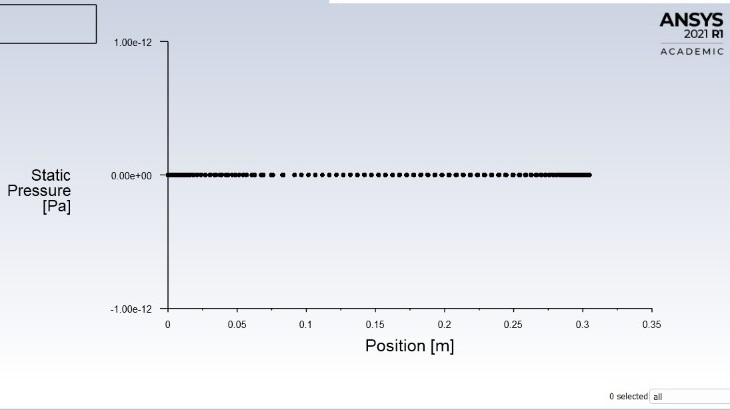 ANSYS
2021 R1
ACADEMIC
1.00e-12
Static
Pressure
[Pa]
0.00e+00
-1.00e-12
0 0.05 0.1 0.15 0.2 0.25 0.3 0.35
Position [m]
0 selected all